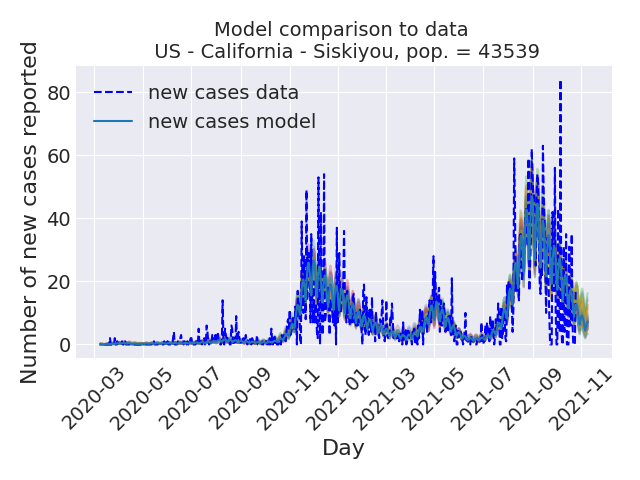 Model comparison to data
US - California - Siskiyou, pop. = 43539
Number of new cases reported
80
60
40
20
0
new cases data
new cases model
2020-03
2020-05
2020-07
2020-09
2020-11
2021-01
2021-03
2021-05
2021-07
2021-09
2021-11
Day